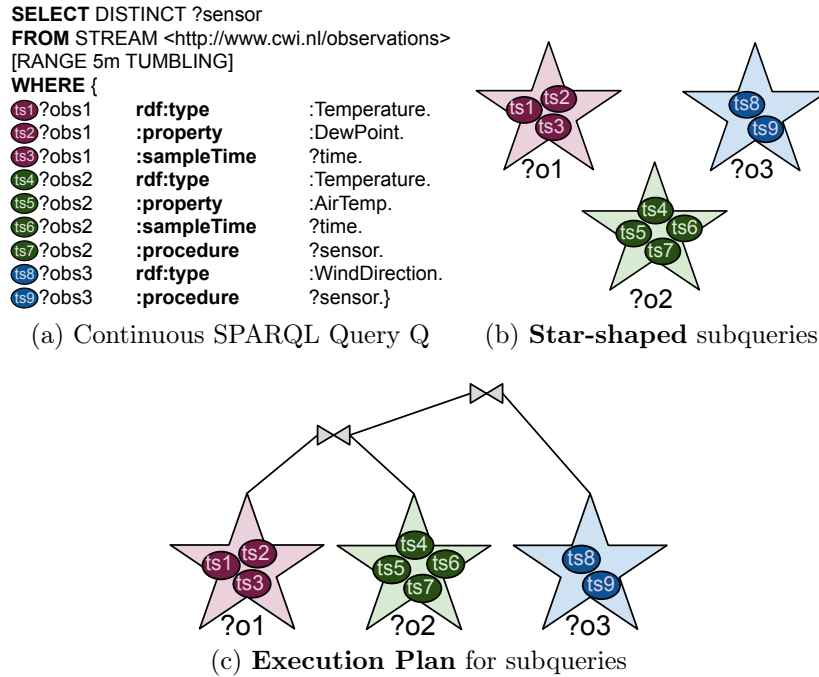 SELECT DISTINCT ?sensor
FROM STREAM <http://www.cwi.nl/observations>
[RANGE 5m TUMBLING]
WHERE {
ts1 ?obs1 rdf:type :Temperature.
ts2 ?obs1 :property :DewPoint.
ts3 ?obs1 :sampleTime ?time.
ts4 ?obs2 rdf:type :Temperature.
ts5 ?obs2 :property :AirTemp.
ts6 ?obs2 :sampleTime ?time.
ts7 ?obs2 :procedure ?sensor.
ts8 ?obs3 rdf:type :WindDirection.
ts9 ?obs3 :procedure ?sensor.}
(a) Continuous SPARQL Query Q
ts1 ts2
ts3
?o1
ts8
ts9
?o3
ts4
ts5 ts6
ts7
?o2
(b) Star-shaped subqueries
ts1 ts2
ts3
?o1
ts4
ts5 ts6
ts7
?o2
ts8
ts9
?o3
(c) Execution Plan for subqueries